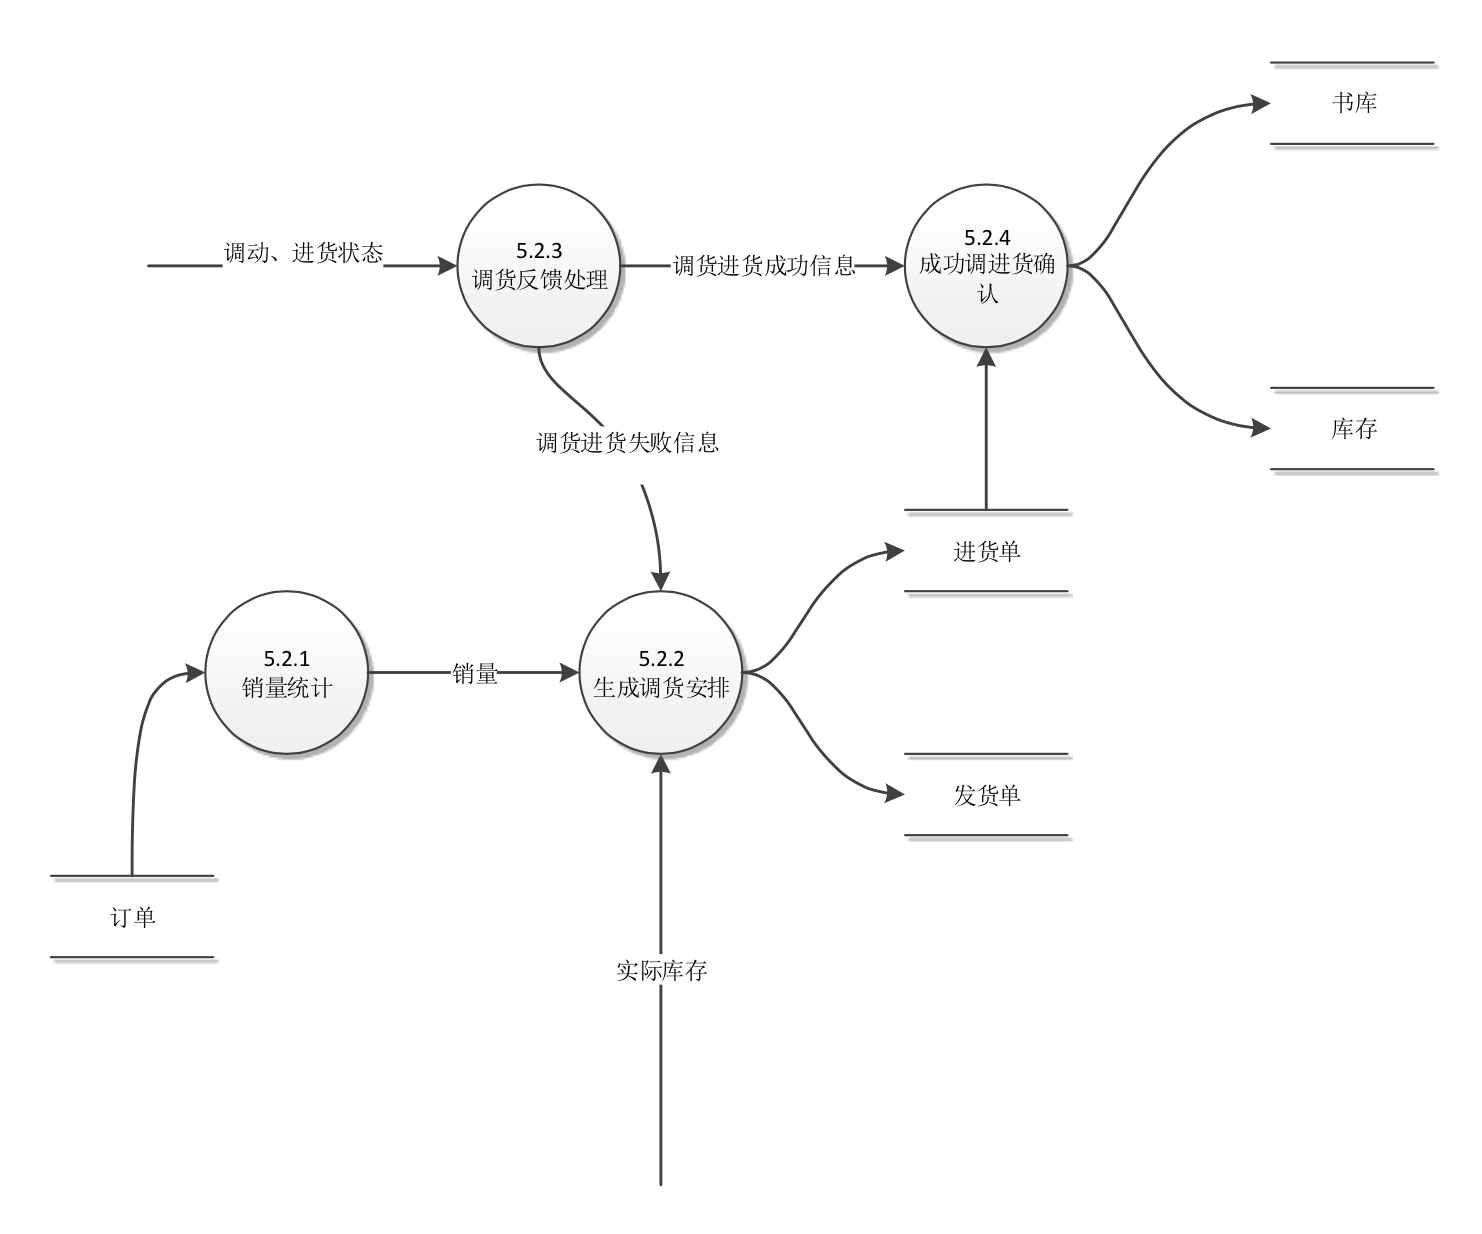 书库
调动、进货状态
5.2.3
调货反馈处理
调货进货成功信息
5.2.4
成功调进货确
认
调货进货失败信息
库存
进货单
5.2.1
销量统计
销量
5.2.2
生成调货安排
发货单
订单
实际库存